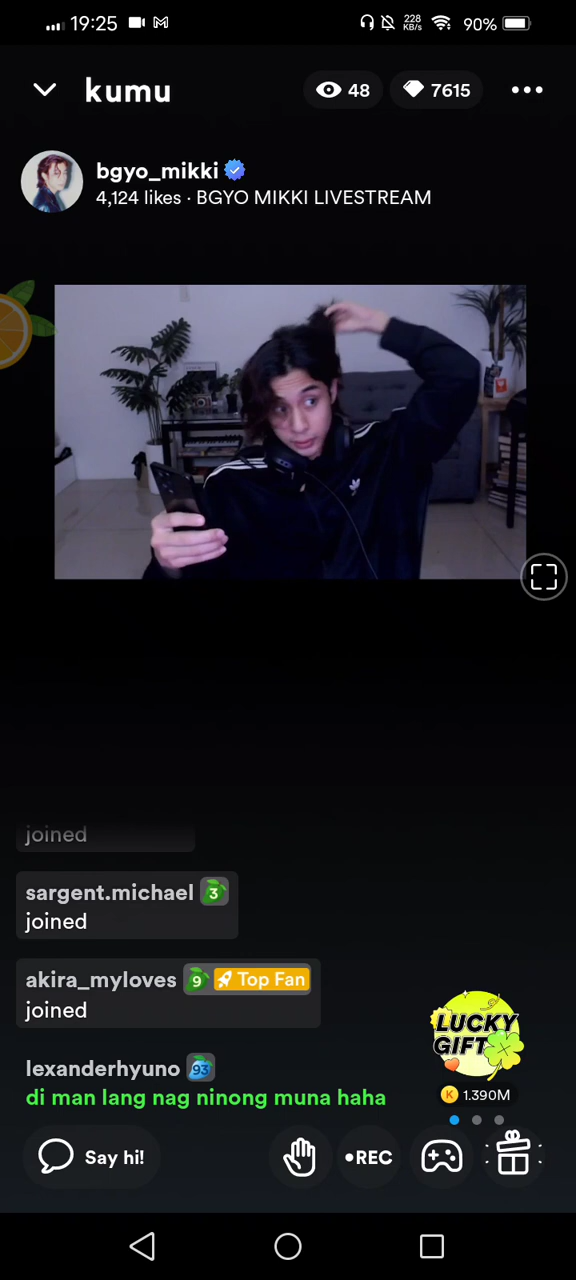 19:25
228
KB/s
90%
kumu
48
7615
bgyo_mikki
4,124 likes · BGYO MIKKI LIVESTREAM
joined
sargent.michael 3
joined
akira_myloves 9 Top Fan
joined
lexanderhyuno 93
di man lang nag ninong muna haha
LUCKY
GIFT
K 1.390M
Say hi!
•REC